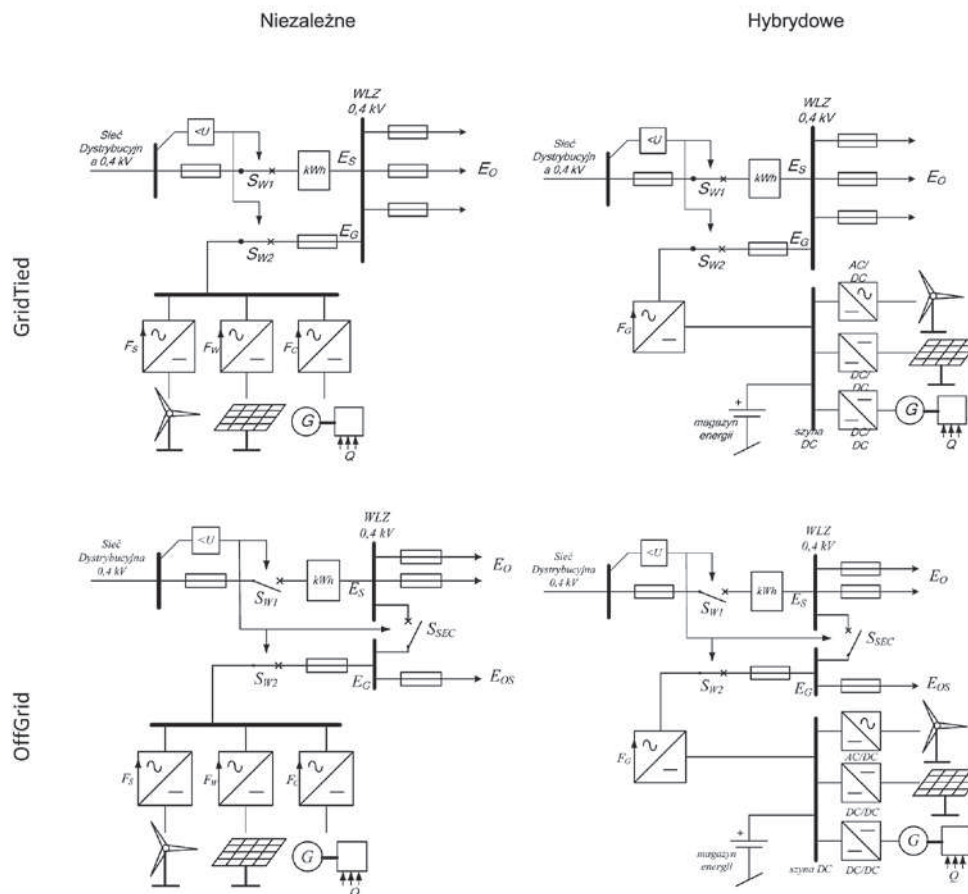 Niezależne
Hybrydowe
GridTied
WLZ
0,4 kV
Sieć
Dystrybucyjn
a 0,4 kV
<U
S_W1
kWh
E_S
E_O
S_W2
E_G
F_S
F_W
F_C
G
Q
WLZ
0,4 kV
Sieć
Dystrybucyjn
a 0,4 kV
<U
S_W1
kWh
E_S
E_O
S_W2
E_G
AC/
DC
F_G
DC/
DC
+
magazyn
energii
szyna
DC
DC/
DC
G
Q
OffGrid
WLZ
0,4 kV
Sieć
Dystrybucyjna
0,4 kV
<U
S_W1
kWh
E_S
E_O
S_SEC
S_W2
E_G
E_OS
F_S
F_W
F_C
G
Q
WLZ
0,4 kV
Sieć
Dystrybucyjna
0,4 kV
<U
S_W1
kWh
E_S
E_O
S_SEC
S_W2
E_G
E_OS
F_G
AC/DC
DC/DC
+
magazyn
energii
szyna DC
DC/DC
G
Q